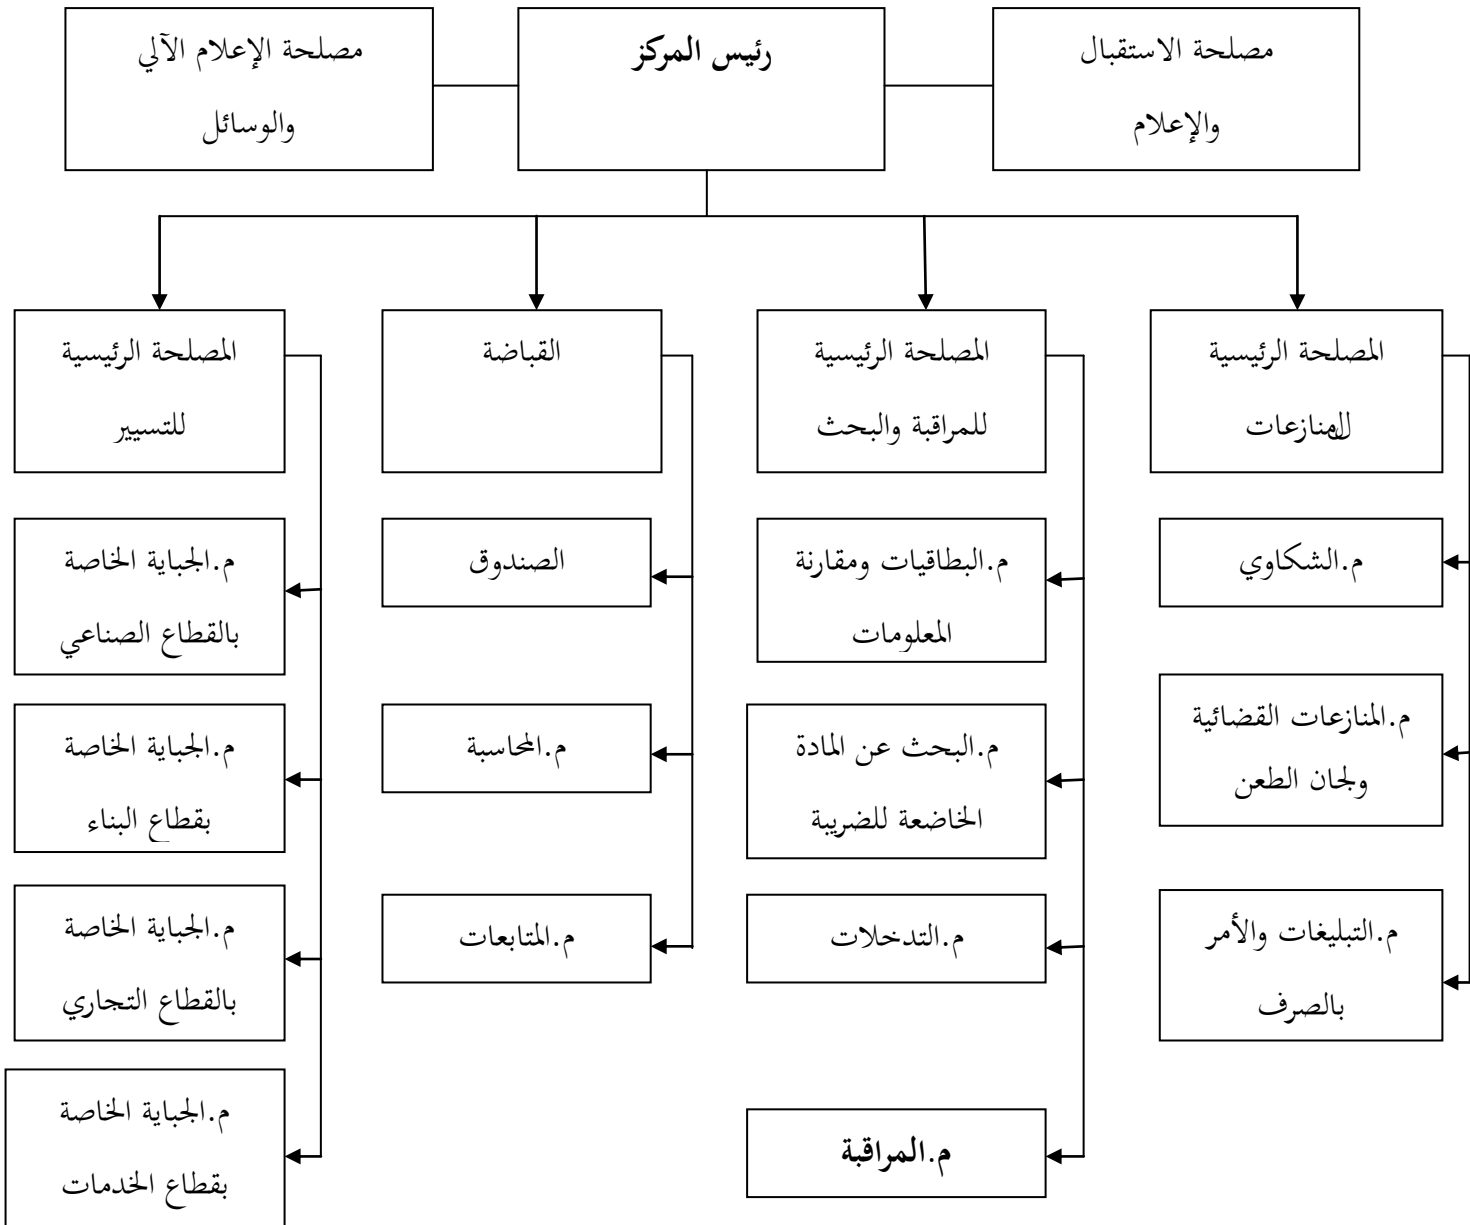 مصلحة الاستقبال
والإعلام
رئيس المركز
مصلحة الإعلام الآلي
والوسائل
المصلحة الرئيسية
للمنازعات
المصلحة الرئيسية
للمراقبة والبحث
القباضة
المصلحة الرئيسية
للتسيير
م.الشكاوي
م.المنازعات القضائية
ولجان الطعن
م.التبليغات والأمر
بالصرف
م.البطاقيات ومقارنة
المعلومات
م.البحث عن المادة
الخاضعة للضريبة
م.التدخلات
م.المراقبة
الصندوق
م.المحاسبة
م.المتابعات
م.الجباية الخاصة
بالقطاع الصناعي
م.الجباية الخاصة
بقطاع البناء
م.الجباية الخاصة
بالقطاع التجاري
م.الجباية الخاصة
بقطاع الخدمات